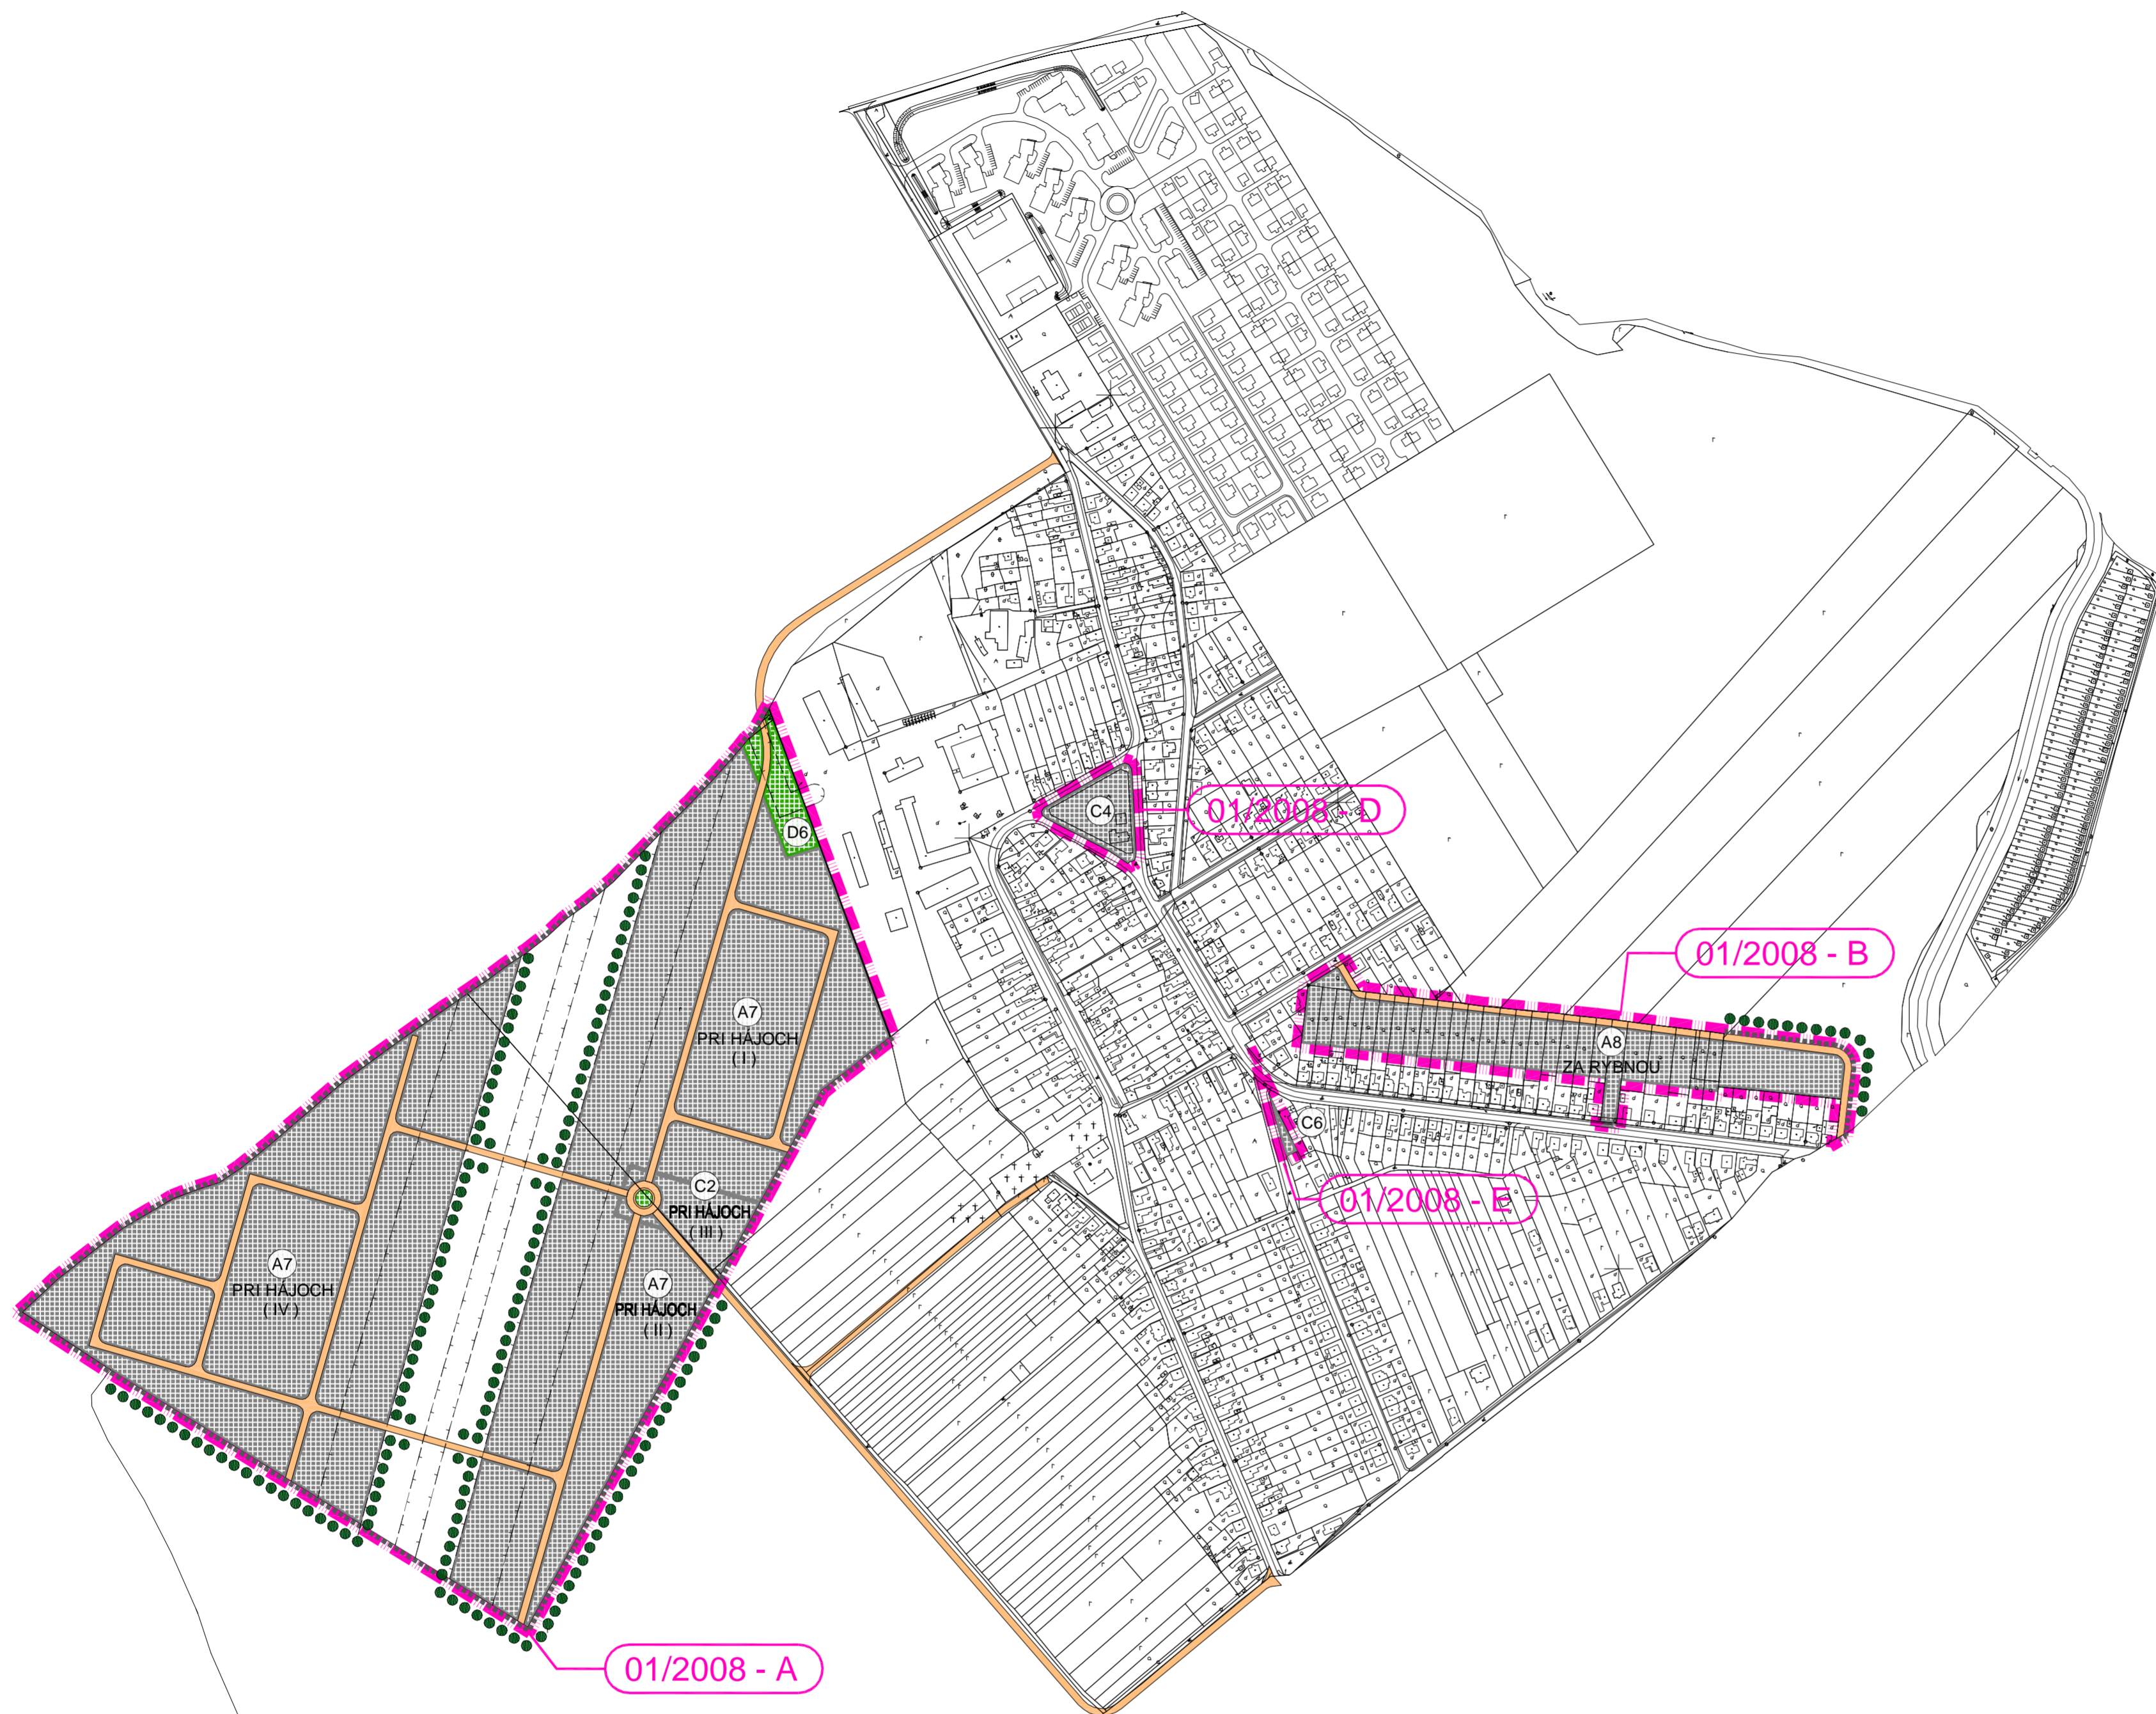 D6
C4
01/2008 - D
01/2008 - B
A7
PRI HÁJOCH
( I )
A8
ZA RYBNOU
C6
C2
PRI HÁJOCH
( III )
01/2008 - E
A7
PRI HÁJOCH
( IV )
A7
PRI HÁJOCH
( II )
01/2008 - A